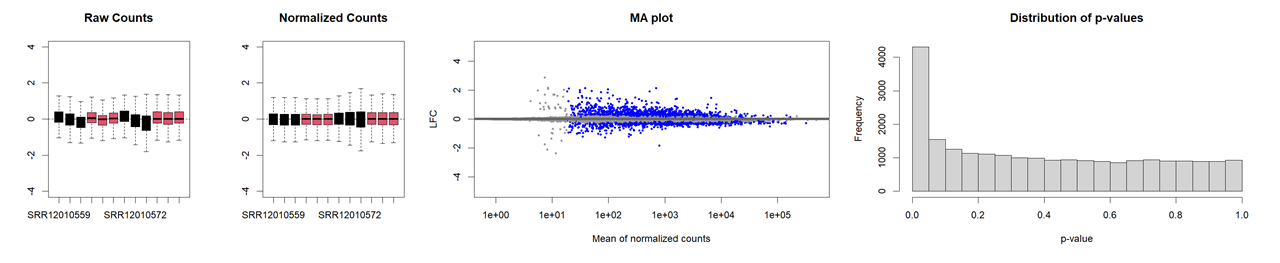 Raw Counts
4
2
0
-2
-4
SRR12010559 SRR12010572
Normalized Counts
4
2
0
-2
-4
SRR12010559 SRR12010572
MA plot
LFC
4
2
0
-2
-4
1e+00 1e+01 1e+02 1e+03 1e+04 1e+05
Mean of normalized counts
Distribution of p-values
Frequency
4000
3000
2000
1000
0
0.0 0.2 0.4 0.6 0.8 1.0
p-value